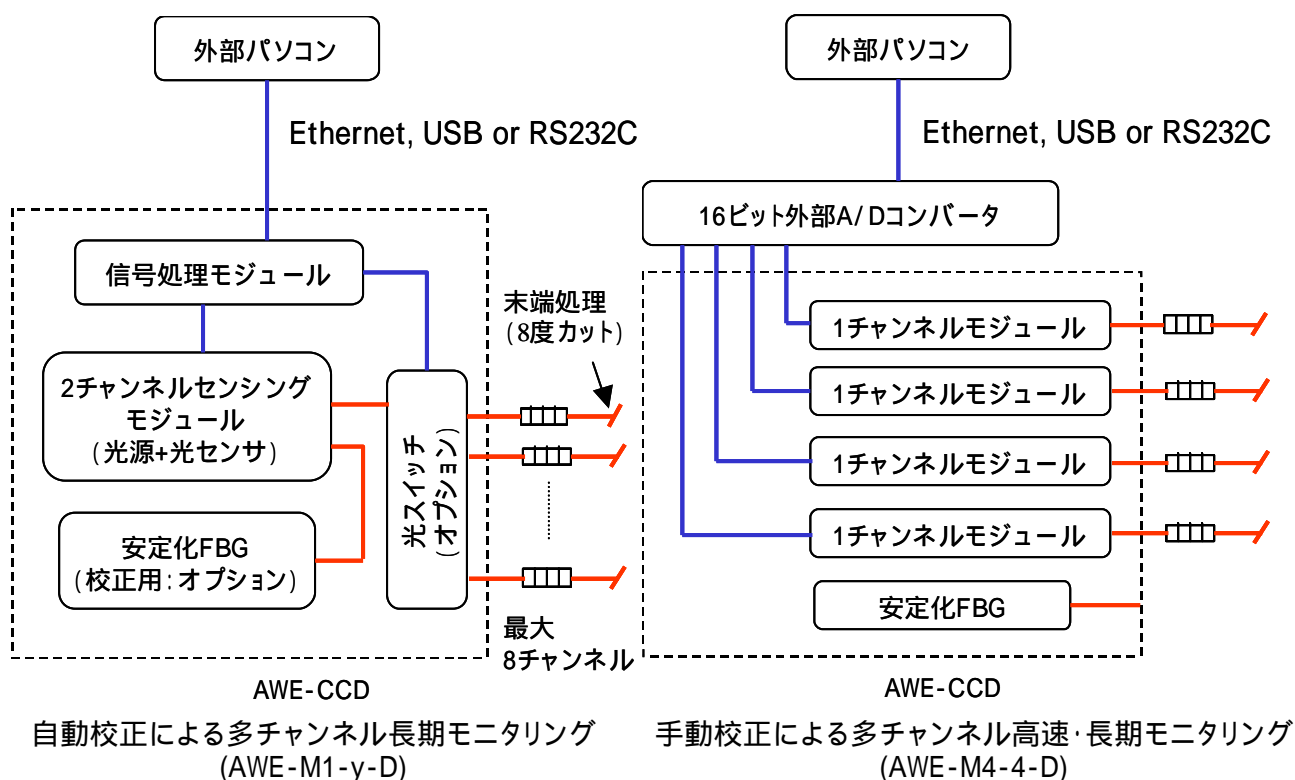 外部パソコン
Ethernet, USB or RS232C
信号処理モジュール
2チャンネルセンシング
モジュール
(光源+光センサ)
安定化FBG
(校正用:オプション)
光スイッチ
(オプション)
末端処理
(8度カット)
最大
8チャンネル
AWE-CCD
自動校正による多チャンネル長期モニタリング
(AWE-M1-y-D)
外部パソコン
Ethernet, USB or RS232C
16ビット外部A/Dコンバータ
1チャンネルモジュール
1チャンネルモジュール
1チャンネルモジュール
1チャンネルモジュール
安定化FBG
AWE-CCD
手動校正による多チャンネル高速・長期モニタリング
(AWE-M4-4-D)